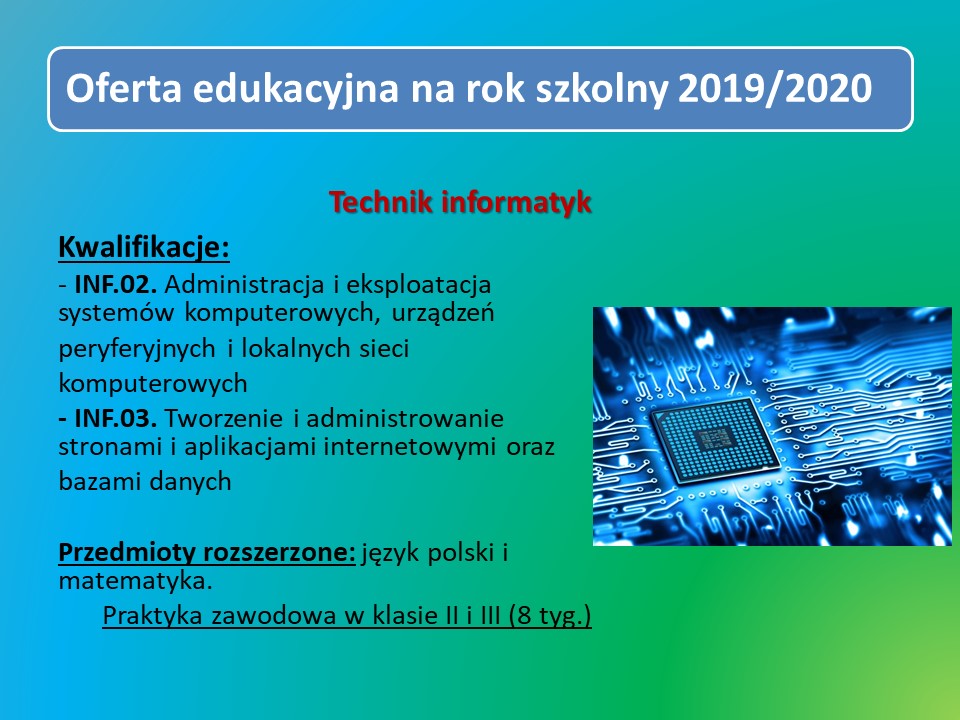 Oferta edukacyjna na rok szkolny 2019/2020
Technik informatyk
Kwalifikacje:
- INF.02. Administracja i eksploatacja
systemów komputerowych, urządzeń
peryferyjnych i lokalnych sieci
komputerowych
- INF.03. Tworzenie i administrowanie
stronami i aplikacjami internetowymi oraz
bazami danych
Przedmioty rozszerzone: język polski i
matematyka.
Praktyka zawodowa w klasie II i III (8 tyg.)